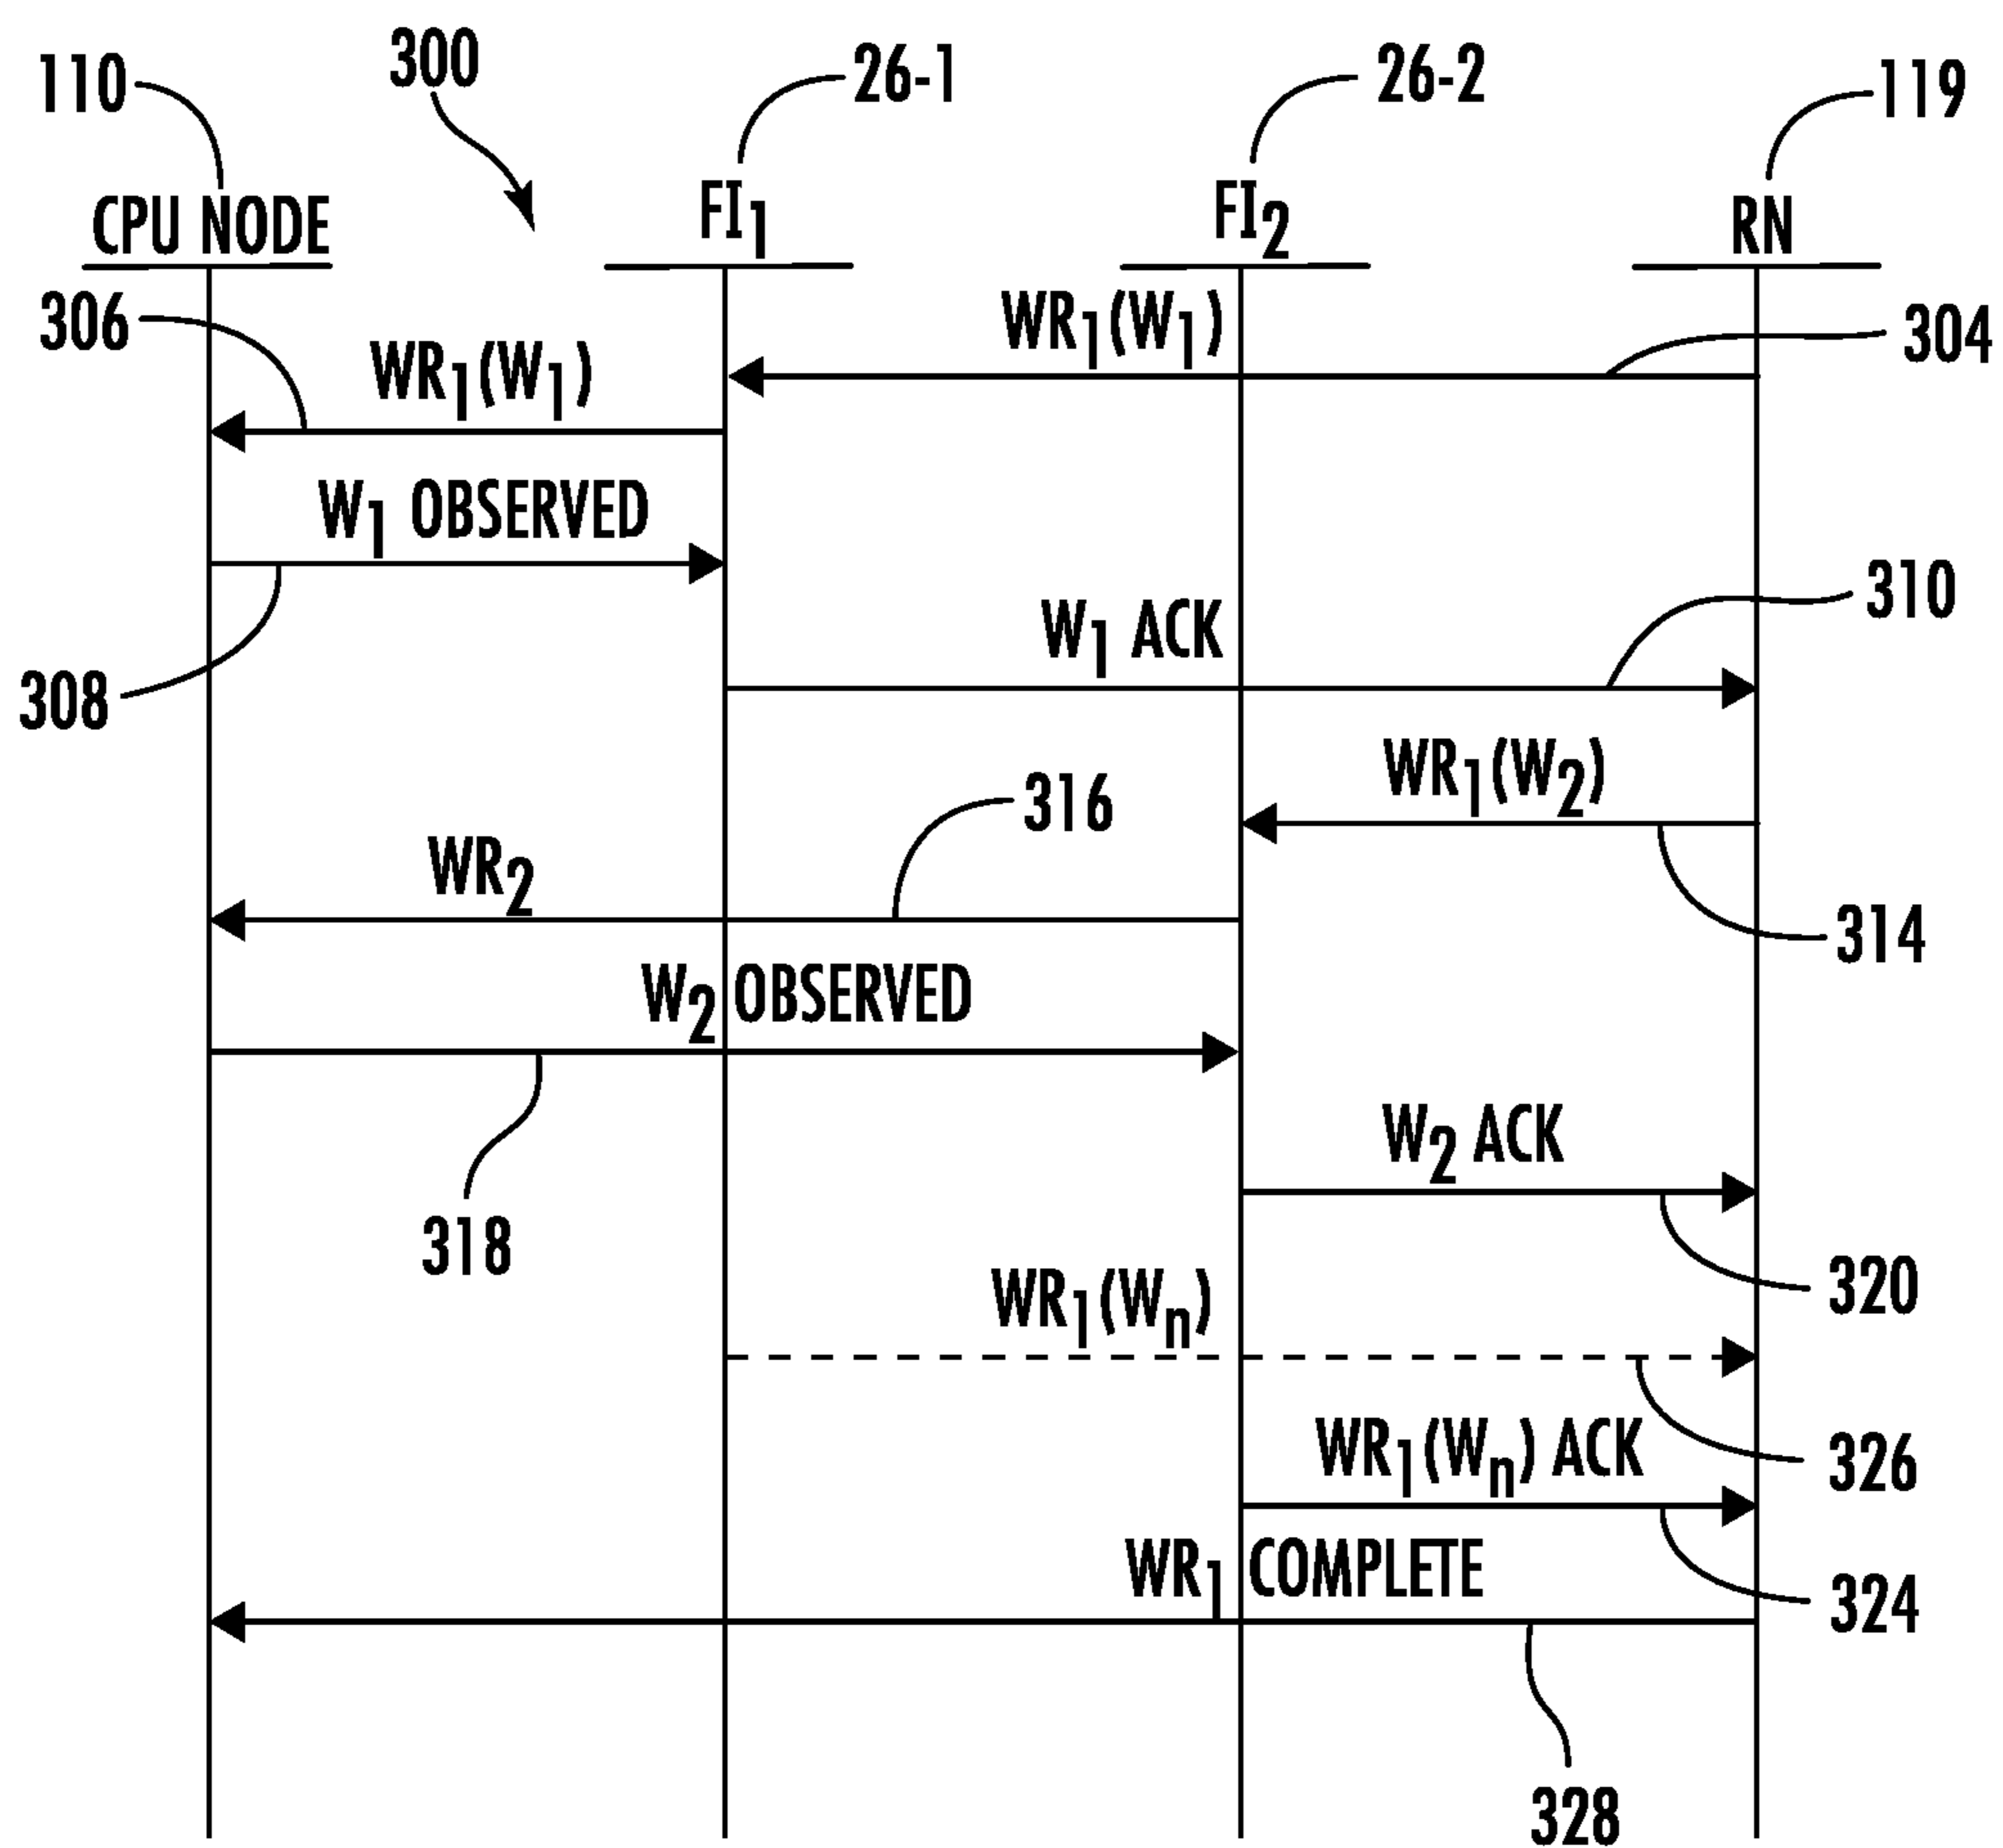 110
300
26-1
26-2
119
CPU NODE
FI1
FI2
RN
306
WR1(W1)
WR1(W1)
304
W1 OBSERVED
308
W1 ACK
310
WR1(W2)
316
WR2
314
W2 OBSERVED
W2 ACK
318
320
WR1(Wn)
326
WR1(Wn) ACK
WR1 COMPLETE
324
328